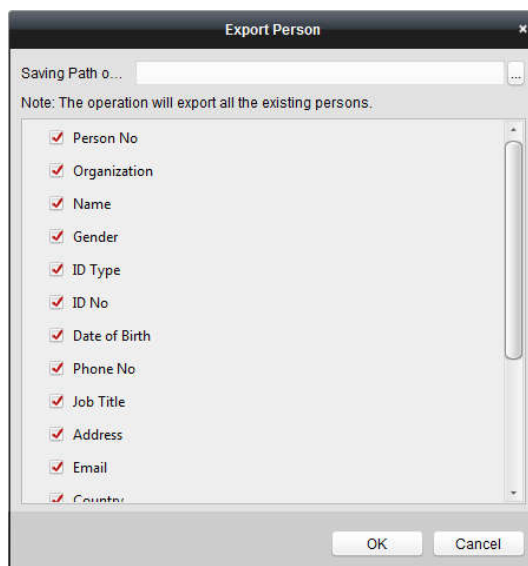 Export Person
×
Saving Path o...
...
Note: The operation will export all the existing persons.
Person No
Organization
Name
Gender
ID Type
ID No
Date of Birth
Phone No
Job Title
Address
Email
Country
OK
Cancel